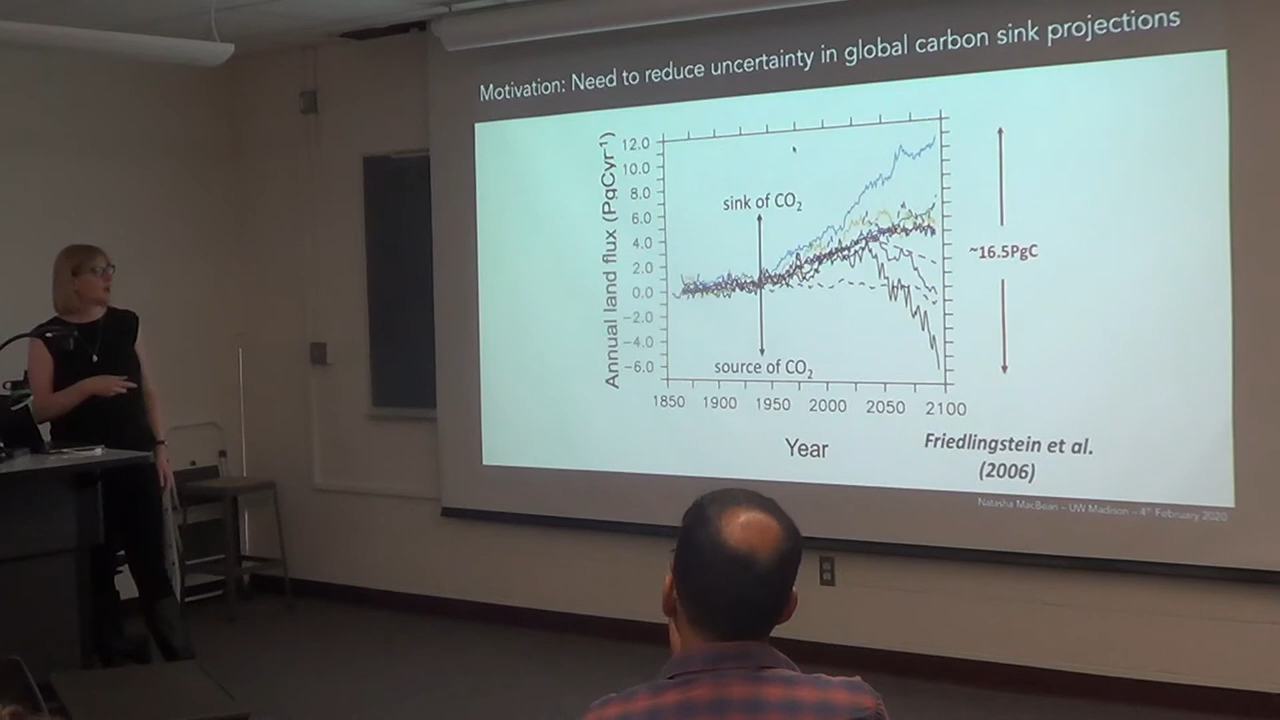 Motivation: Need to reduce uncertainty in global carbon sink projections
Annual land flux (PgCyr⁻¹)
12.0
10.0
8.0
6.0
4.0
2.0
0.0
−2.0
−4.0
−6.0
sink of CO₂
source of CO₂
~16.5PgC
1850 1900 1950 2000 2050 2100
Year
Friedlingstein et al.
(2006)
Natasha MacBean – UW Madison – 4ᵗʰ February 2020